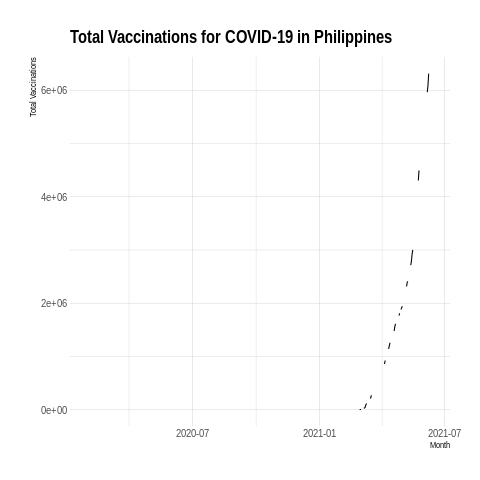 Total Vaccinations for COVID-19 in Philippines
Total Vaccinations
6e+06
4e+06
2e+06
0e+00
2020-07
2021-01
2021-07
Month